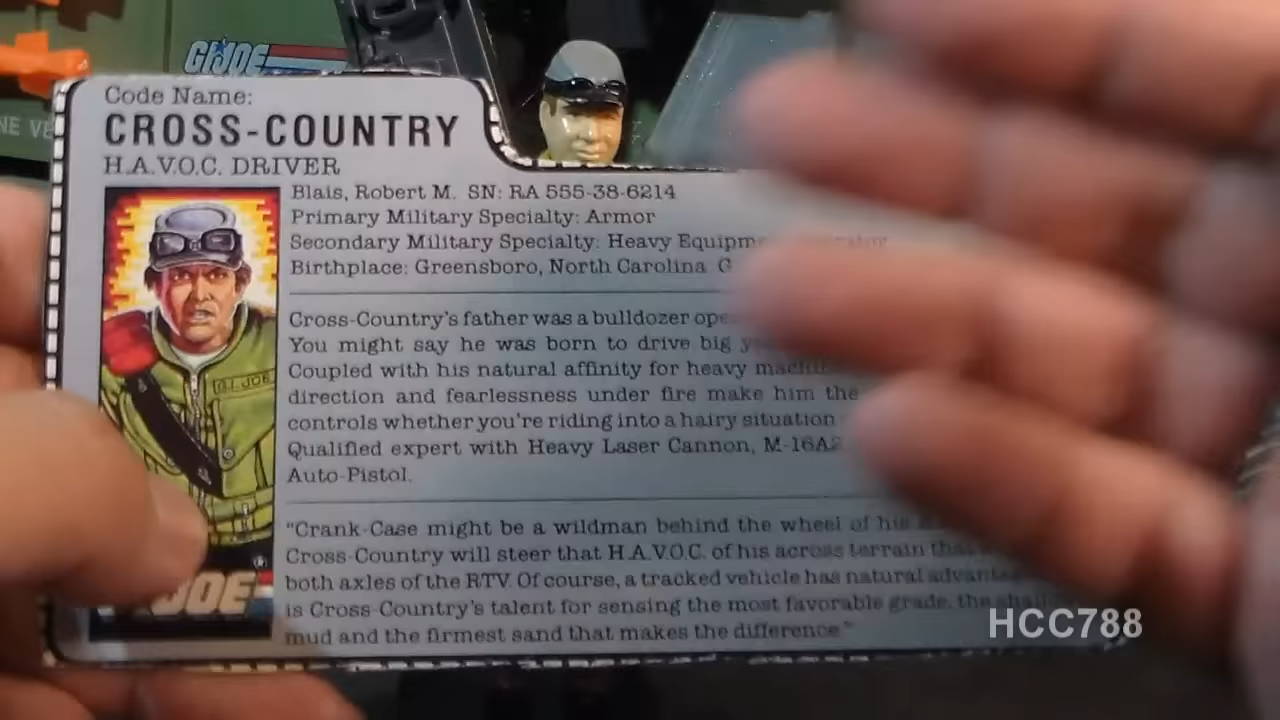 GI JOE
NE VE
Code Name:
CROSS-COUNTRY
H.A.V.O.C. DRIVER
Blais, Robert M. SN: RA 555-38-6214
Primary Military Specialty: Armor
Secondary Military Specialty: Heavy
Birthplace: Greensboro, North Carolina G
Cross-Country's father was a bulldozer
You might say he was born to drive big
Coupled with his natural affinity for heavy
direction and fearlessness under fire make him the
controls whether you're riding into a hairy situation
Qualified expert with Heavy Laser Cannon, M-16A2
Auto-Pistol.
G.I. JOE
"Crank-Case might be a wildman behind the wheel of his
Cross-Country will steer that H.A.V.O.C. of his across terrain
both axles of the RTV. Of course, a tracked vehicle has natural
is Cross-Country's talent for sensing the most favorable grade, the
mud and the firmest sand that makes the difference."
JOE
HCC788